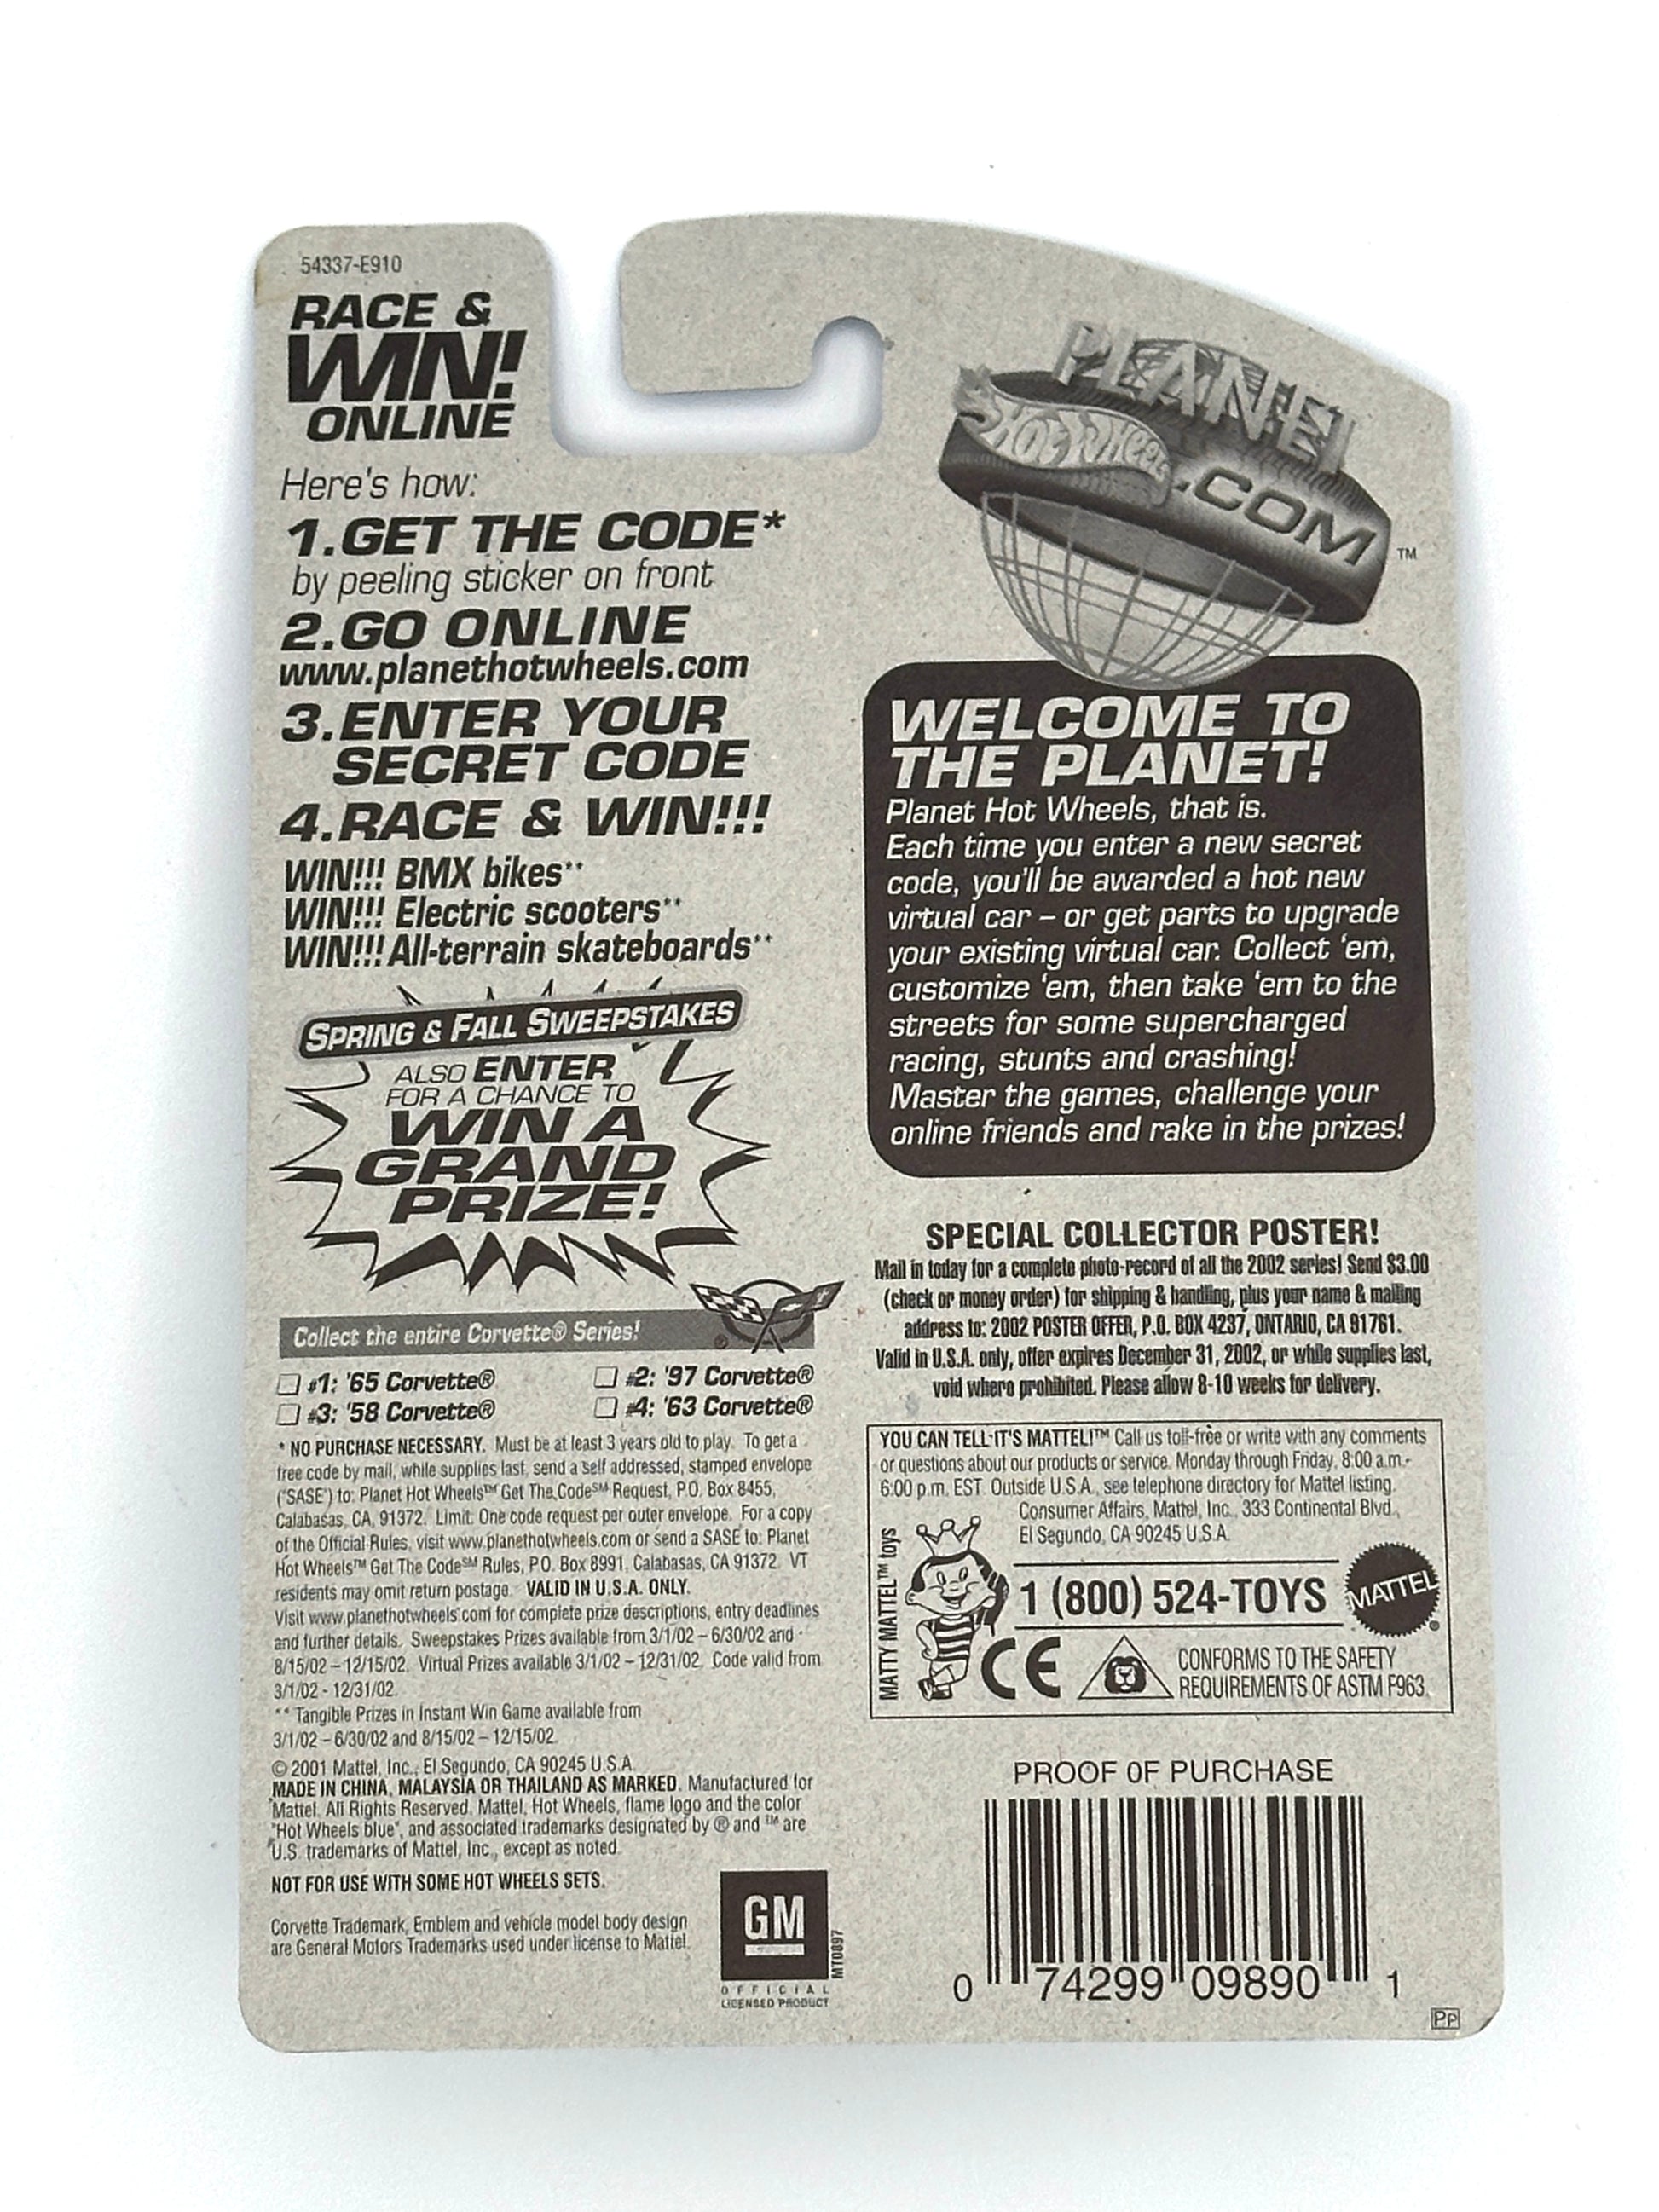 54337-E910
RACE &
WIN!
ONLINE
Here's how:
1.GET THE CODE*
by peeling sticker on front
2.GO ONLINE
www.planethotwheels.com
3.ENTER YOUR
SECRET CODE
4.RACE & WIN!!!
WIN!!! BMX bikes**
WIN!!! Electric scooters**
WIN!!! All-terrain skateboards**
SPRING & FALL SWEEPSTAKES
ALSO ENTER
FOR A CHANCE TO
WIN A
GRAND
PRIZE!
Collect the entire Corvette® Series!
#1: '65 Corvette® #2: '97 Corvette®
#3: '58 Corvette® #4: '63 Corvette®
* NO PURCHASE NECESSARY. Must be at least 3 years old to play. To get a
free code by mail, while supplies last, send a self addressed, stamped envelope
("SASE") to: Planet Hot Wheels™ Get The Code℠ Request, P.O. Box 8455,
Calabasas, CA, 91372. Limit: One code request per outer envelope. For a copy
of the Official Rules, visit www.planethotwheels.com or send a SASE to: Planet
Hot Wheels™ Get The Code℠ Rules, P.O. Box 8991, Calabasas, CA 91372. VT
residents may omit return postage. VALID IN U.S.A. ONLY.
Visit www.planethotwheels.com for complete prize descriptions, entry deadlines
and further details. Sweepstakes Prizes available from 3/1/02 – 6/30/02 and
8/15/02 – 12/15/02. Virtual Prizes available 3/1/02 – 12/31/02. Code valid from
3/1/02 - 12/31/02.
** Tangible Prizes in Instant Win Game available from
3/1/02 – 6/30/02 and 8/15/02 – 12/15/02.
© 2001 Mattel, Inc., El Segundo, CA 90245 U.S.A.
MADE IN CHINA, MALAYSIA OR THAILAND AS MARKED. Manufactured for
Mattel. All Rights Reserved. Mattel, Hot Wheels, flame logo and the color
"Hot Wheels blue", and associated trademarks designated by ® and ™ are
U.S. trademarks of Mattel, Inc., except as noted.
NOT FOR USE WITH SOME HOT WHEELS SETS.
Corvette Trademark, Emblem and vehicle model body design
are General Motors Trademarks used under license to Mattel.
GM
OFFICIAL
LICENSED PRODUCT
MT0897
PLANET
HOT WHEELS
.COM
™
WELCOME TO
THE PLANET!
Planet Hot Wheels, that is.
Each time you enter a new secret
code, you'll be awarded a hot new
virtual car – or get parts to upgrade
your existing virtual car. Collect 'em,
customize 'em, then take 'em to the
streets for some supercharged
racing, stunts and crashing!
Master the games, challenge your
online friends and rake in the prizes!
SPECIAL COLLECTOR POSTER!
Mail in today for a complete photo-record of all the 2002 series! Send $3.00
(check or money order) for shipping & handling, plus your name & mailing
address to: 2002 POSTER OFFER, P.O. BOX 4237, ONTARIO, CA 91761.
Valid in U.S.A. only, offer expires December 31, 2002, or while supplies last,
void where prohibited. Please allow 8-10 weeks for delivery.
YOU CAN TELL IT'S MATTEL!™ Call us toll-free or write with any comments
or questions about our products or service. Monday through Friday, 8:00 a.m.-
6:00 p.m. EST. Outside U.S.A., see telephone directory for Mattel listing.
Consumer Affairs, Mattel, Inc., 333 Continental Blvd.,
El Segundo, CA 90245 U.S.A.
MATTY MATTEL™ toys
1 (800) 524-TOYS
MATTEL®
CE
CONFORMS TO THE SAFETY
REQUIREMENTS OF ASTM F963.
PROOF OF PURCHASE
0 74299 09890 1
PP